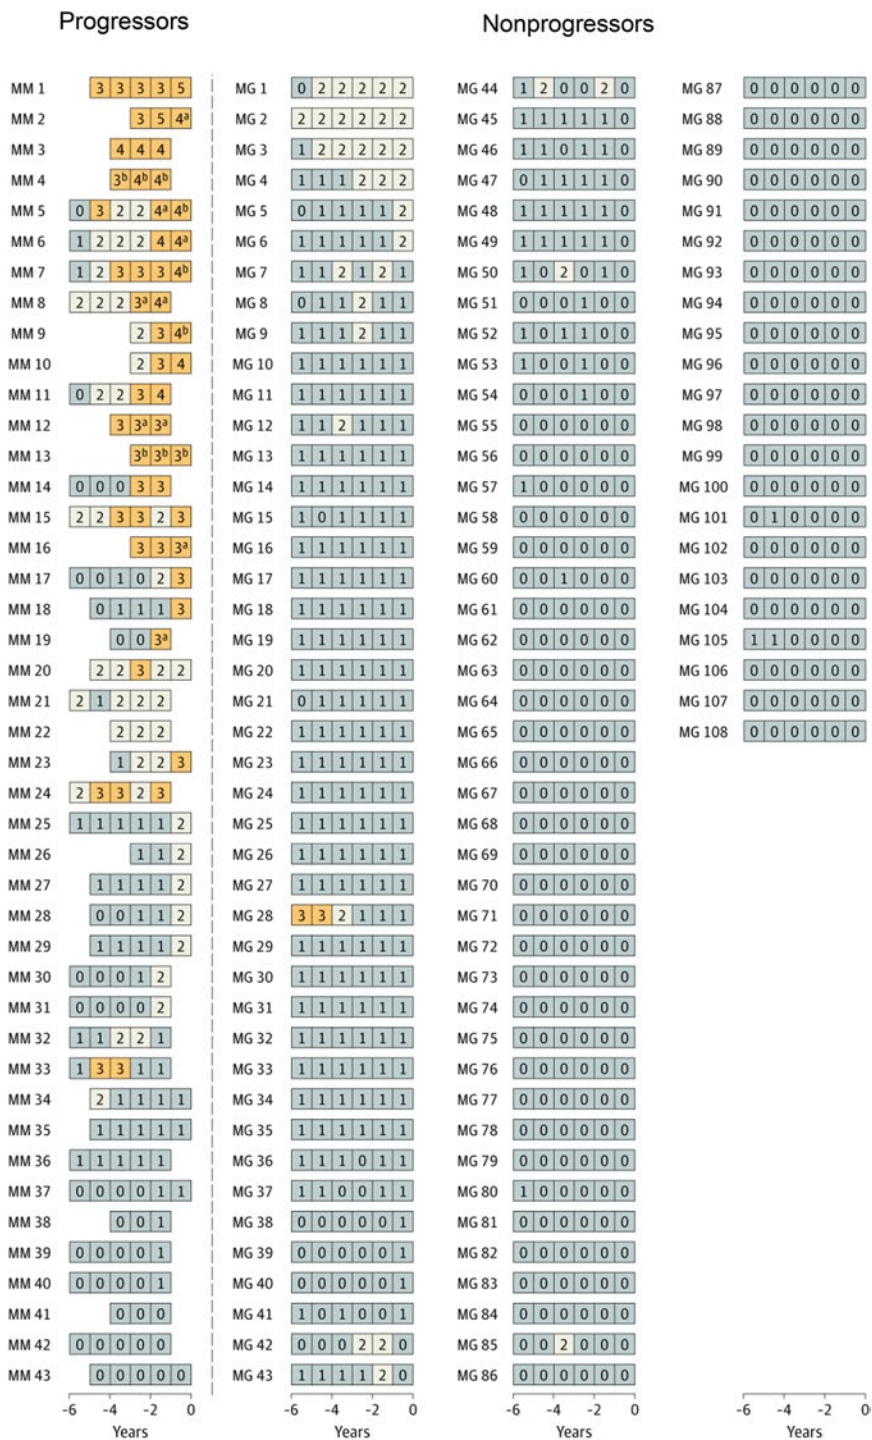 Progressors Nonprogressors
MM 1 3 3 3 3 5 MG 1 0 2 2 2 2 2 MG 44 1 2 0 0 2 0 MG 87 0 0 0 0 0 0
MM 2 3 5 4ᵃ MG 2 2 2 2 2 2 2 MG 45 1 1 1 1 1 0 MG 88 0 0 0 0 0 0
MM 3 4 4 4 MG 3 1 2 2 2 2 2 MG 46 1 1 0 1 1 0 MG 89 0 0 0 0 0 0
MM 4 3ᵇ 4ᵇ 4ᵇ MG 4 1 1 1 2 2 2 MG 47 0 1 1 1 1 0 MG 90 0 0 0 0 0 0
MM 5 0 3 2 2 4ᵃ 4ᵇ MG 5 0 1 1 1 1 2 MG 48 1 1 1 1 1 0 MG 91 0 0 0 0 0 0
MM 6 1 2 2 2 4 4ᵃ MG 6 1 1 1 1 1 2 MG 49 1 1 1 1 1 0 MG 92 0 0 0 0 0 0
MM 7 1 2 3 3 3 4ᵇ MG 7 1 1 2 1 2 1 MG 50 1 0 2 0 1 0 MG 93 0 0 0 0 0 0
MM 8 2 2 2 3ᵃ 4ᵃ MG 8 0 1 1 2 1 1 MG 51 0 0 0 1 0 0 MG 94 0 0 0 0 0 0
MM 9 2 3 4ᵇ MG 9 1 1 1 2 1 1 MG 52 1 0 1 1 0 0 MG 95 0 0 0 0 0 0
MM 10 2 3 4 MG 10 1 1 1 1 1 1 MG 53 1 0 0 1 0 0 MG 96 0 0 0 0 0 0
MM 11 0 2 2 3 4 MG 11 1 1 1 1 1 1 MG 54 0 0 0 1 0 0 MG 97 0 0 0 0 0 0
MM 12 3 3ᵃ 3ᵃ MG 12 1 1 2 1 1 1 MG 55 0 0 0 0 0 0 MG 98 0 0 0 0 0 0
MM 13 3ᵇ 3ᵇ 3ᵇ MG 13 1 1 1 1 1 1 MG 56 0 0 0 0 0 0 MG 99 0 0 0 0 0 0
MM 14 0 0 0 3 3 MG 14 1 1 1 1 1 1 MG 57 1 0 0 0 0 0 MG 100 0 0 0 0 0 0
MM 15 2 2 3 3 2 3 MG 15 1 0 1 1 1 1 MG 58 0 0 0 0 0 0 MG 101 0 1 0 0 0 0
MM 16 3 3 3ᵃ MG 16 1 1 1 1 1 1 MG 59 0 0 0 0 0 0 MG 102 0 0 0 0 0 0
MM 17 0 0 1 0 2 3 MG 17 1 1 1 1 1 1 MG 60 0 0 1 0 0 0 MG 103 0 0 0 0 0 0
MM 18 0 1 1 1 3 MG 18 1 1 1 1 1 1 MG 61 0 0 0 0 0 0 MG 104 0 0 0 0 0 0
MM 19 0 0 3ᵃ MG 19 1 1 1 1 1 1 MG 62 0 0 0 0 0 0 MG 105 1 1 0 0 0 0
MM 20 2 2 3 2 2 MG 20 1 1 1 1 1 1 MG 63 0 0 0 0 0 0 MG 106 0 0 0 0 0 0
MM 21 2 1 2 2 2 MG 21 0 1 1 1 1 1 MG 64 0 0 0 0 0 0 MG 107 0 0 0 0 0 0
MM 22 2 2 2 MG 22 1 1 1 1 1 1 MG 65 0 0 0 0 0 0 MG 108 0 0 0 0 0 0
MM 23 1 2 2 3 MG 23 1 1 1 1 1 1 MG 66 0 0 0 0 0 0
MM 24 2 3 3 2 3 MG 24 1 1 1 1 1 1 MG 67 0 0 0 0 0 0
MM 25 1 1 1 1 1 2 MG 25 1 1 1 1 1 1 MG 68 0 0 0 0 0 0
MM 26 1 1 2 MG 26 1 1 1 1 1 1 MG 69 0 0 0 0 0 0
MM 27 1 1 1 1 2 MG 27 1 1 1 1 1 1 MG 70 0 0 0 0 0 0
MM 28 0 0 1 1 2 MG 28 3 3 2 1 1 1 MG 71 0 0 0 0 0 0
MM 29 1 1 1 1 2 MG 29 1 1 1 1 1 1 MG 72 0 0 0 0 0 0
MM 30 0 0 0 1 2 MG 30 1 1 1 1 1 1 MG 73 0 0 0 0 0 0
MM 31 0 0 0 0 2 MG 31 1 1 1 1 1 1 MG 74 0 0 0 0 0 0
MM 32 1 1 2 2 1 MG 32 1 1 1 1 1 1 MG 75 0 0 0 0 0 0
MM 33 1 3 3 1 1 MG 33 1 1 1 1 1 1 MG 76 0 0 0 0 0 0
MM 34 2 1 1 1 1 MG 34 1 1 1 1 1 1 MG 77 0 0 0 0 0 0
MM 35 1 1 1 1 1 MG 35 1 1 1 1 1 1 MG 78 0 0 0 0 0 0
MM 36 1 1 1 1 1 MG 36 1 1 1 0 1 1 MG 79 0 0 0 0 0 0
MM 37 0 0 0 0 1 1 MG 37 1 1 0 0 1 1 MG 80 1 0 0 0 0 0
MM 38 0 0 1 MG 38 0 0 0 0 0 1 MG 81 0 0 0 0 0 0
MM 39 0 0 0 0 1 MG 39 0 0 0 0 0 1 MG 82 0 0 0 0 0 0
MM 40 0 0 0 0 1 MG 40 0 0 0 0 0 1 MG 83 0 0 0 0 0 0
MM 41 0 0 0 MG 41 1 0 1 0 0 1 MG 84 0 0 0 0 0 0
MM 42 0 0 0 0 0 MG 42 0 0 0 2 2 0 MG 85 0 0 2 0 0 0
MM 43 0 0 0 0 0 MG 43 1 1 1 1 2 0 MG 86 0 0 0 0 0 0
-6 -4 -2 0 -6 -4 -2 0 -6 -4 -2 0 -6 -4 -2 0
Years Years Years Years